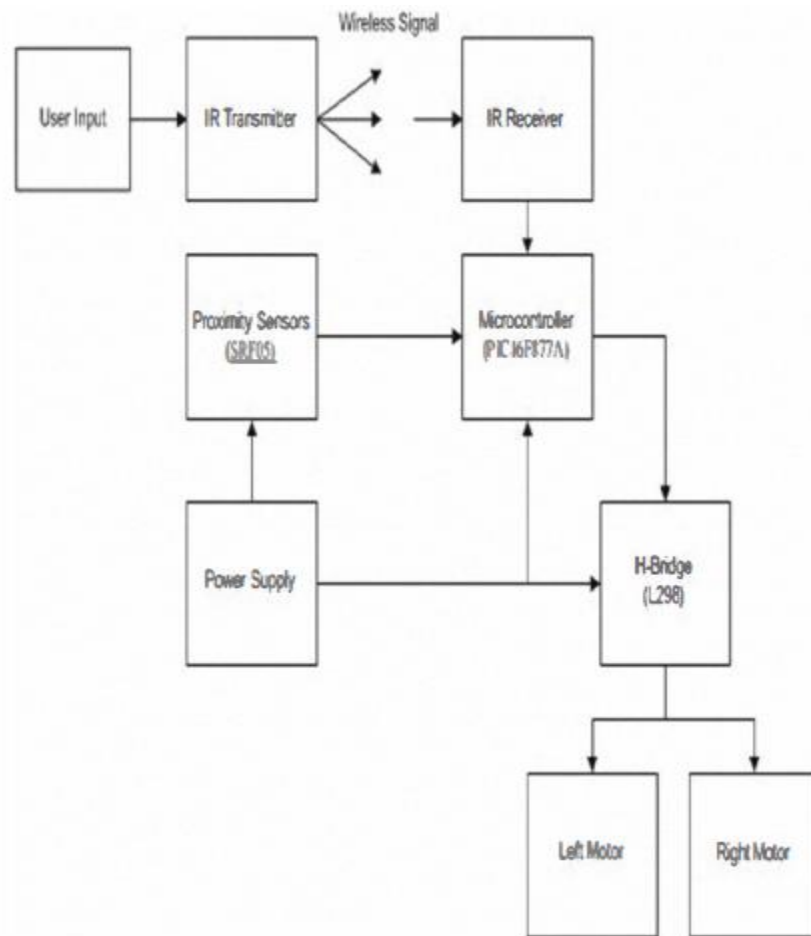 Wireless Signal
User Input
IR Transmitter
IR Receiver
Proximity Sensors
(SRF05)
Microcontroller
(PIC16F877A)
Power Supply
H-Bridge
(L298)
Left Motor
Right Motor